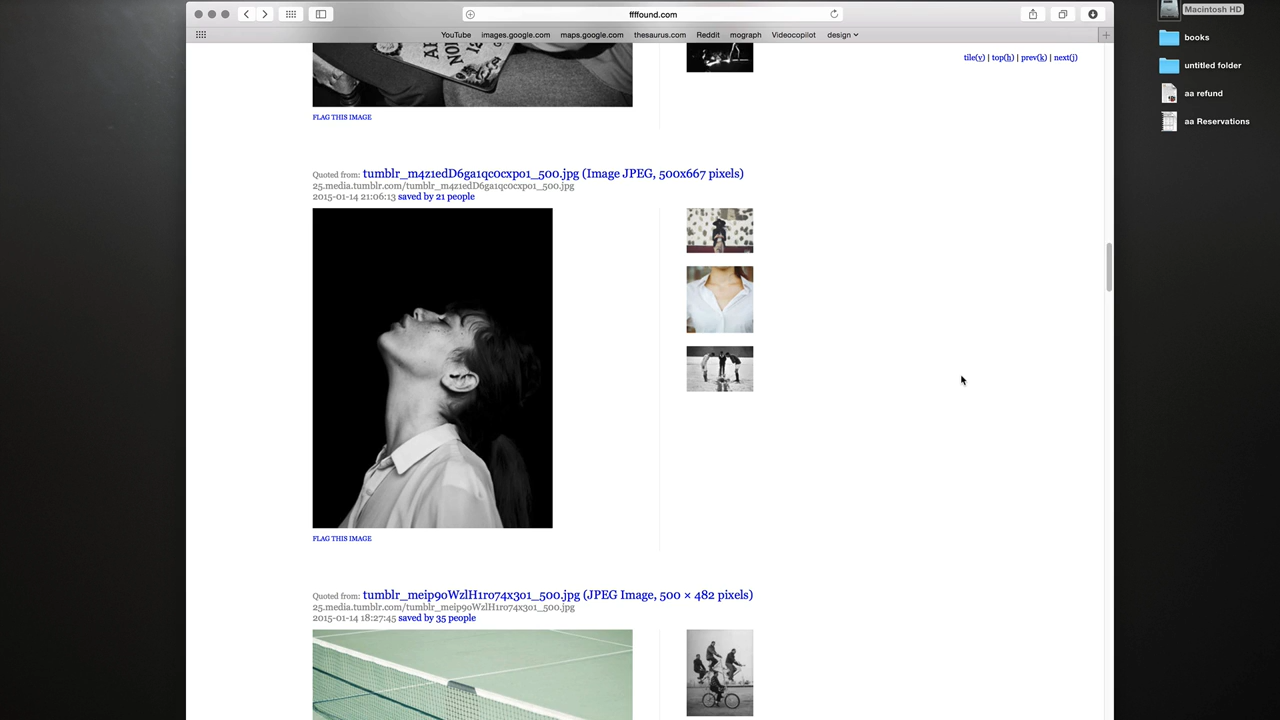 ffffound.com
Macintosh HD
YouTube images.google.com maps.google.com thesaurus.com Reddit mograph Videocopilot design
books
tile(v) | top(h) | prev(k) | next(j)
untitled folder
aa refund
FLAG THIS IMAGE
aa Reservations
Quoted from: tumblr_m4z1edD6ga1qc0cxpo1_500.jpg (Image JPEG, 500x667 pixels)
25.media.tumblr.com/tumblr_m4z1edD6ga1qc0cxpo1_500.jpg
2015-01-14 21:06:13 saved by 21 people
FLAG THIS IMAGE
Quoted from: tumblr_meip9oWzlH1ro74x3o1_500.jpg (JPEG Image, 500 × 482 pixels)
25.media.tumblr.com/tumblr_meip9oWzlH1ro74x3o1_500.jpg
2015-01-14 18:27:45 saved by 35 people